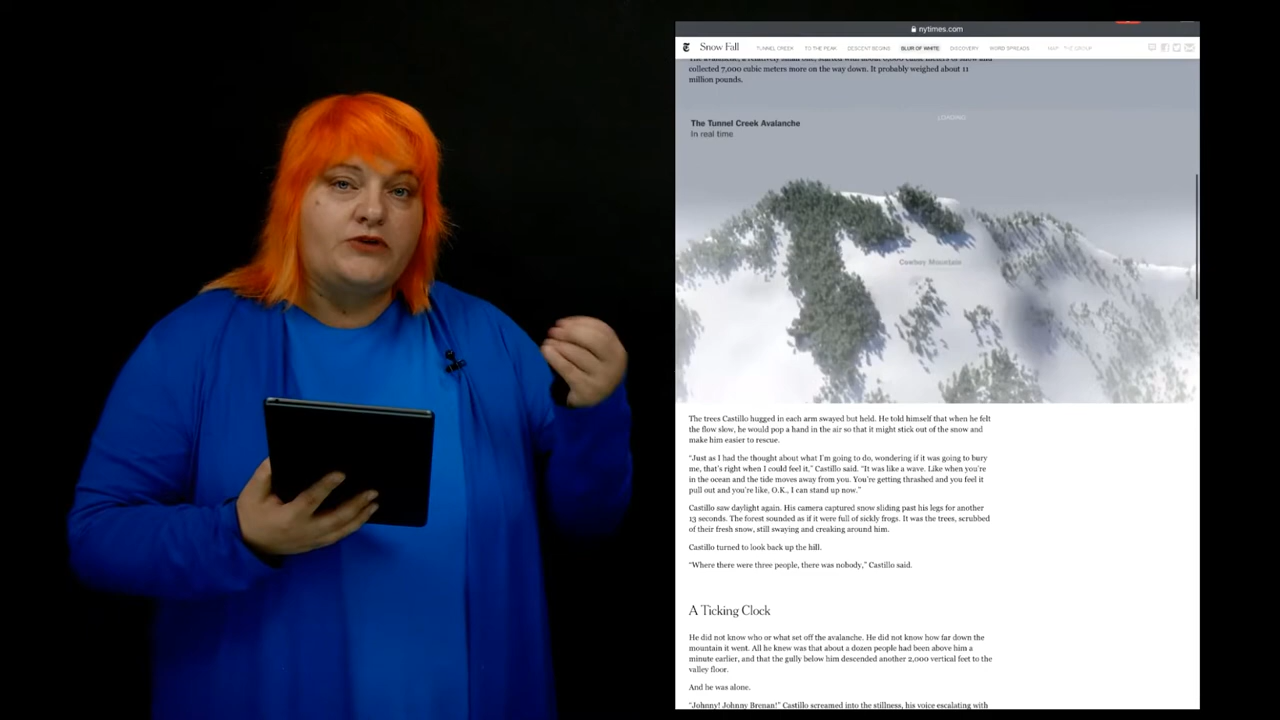 nytimes.com
Snow Fall
TUNNEL CREEK
TO THE PEAK
DESCENT BEGINS
BLUR OF WHITE
DISCOVERY
WORD SPREADS
MAP
THE GROUP
collected 7,000 cubic meters more on the way down. It probably weighed about 11
million pounds.
LOADING
The Tunnel Creek Avalanche
In real time
Cowboy Mountain
The trees Castillo hugged in each arm swayed but held. He told himself that when he felt
the flow slow, he would pop a hand in the air so that it might stick out of the snow and
make him easier to rescue.
“Just as I had the thought about what I’m going to do, wondering if it was going to bury
me, that’s right when I could feel it,” Castillo said. “It was like a wave. Like when you’re
in the ocean and the tide moves away from you. You’re getting thrashed and you feel it
pull out and you’re like, O.K., I can stand up now.”
Castillo saw daylight again. His camera captured snow sliding past his legs for another
13 seconds. The forest sounded as if it were full of sickly frogs. It was the trees, scrubbed
of their fresh snow, still swaying and creaking around him.
Castillo turned to look back up the hill.
“Where there were three people, there was nobody,” Castillo said.
A Ticking Clock
He did not know who or what set off the avalanche. He did not know how far down the
mountain it went. All he knew was that about a dozen people had been above him a
minute earlier, and that the gully below him descended another 2,000 vertical feet to the
valley floor.
And he was alone.
“Johnny! Johnny Brenan!” Castillo screamed into the stillness, his voice escalating with